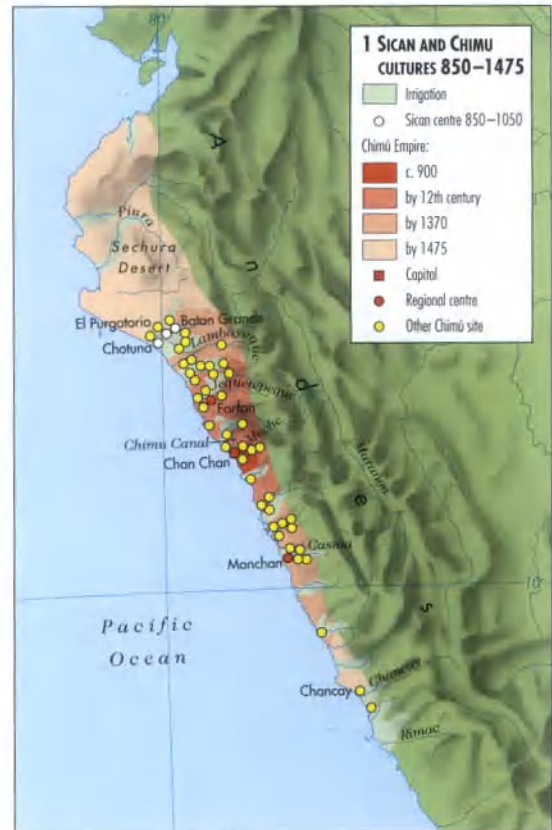 80°
1 SICAN AND CHIMU
CULTURES 850–1475
Irrigation
Sican centre 850–1050
Chimú Empire:
c. 900
by 12th century
by 1370
by 1475
Capital
Regional centre
Other Chimú site
Andes
Piura
Sechura
Desert
El Purgatorio
Batan Grande
Chotuna
Lambayeque
Jequetepeque
Farfan
Chimu Canal
Moche
Chan Chan
Marañon
Casma
Manchan
10°
Pacific
Ocean
Chancay
Chancay
Rimac